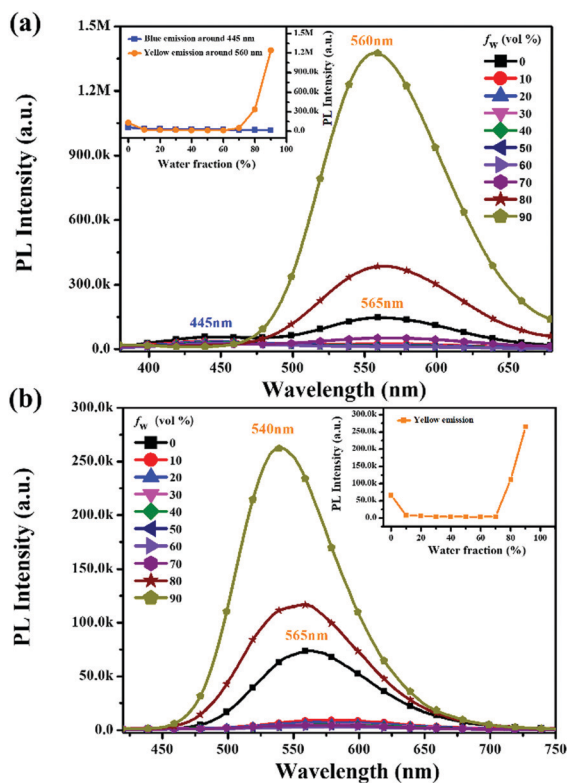 (a)
PL Intensity (a.u.)
1.5M
1.2M
900.0k
600.0k
300.0k
0.0
400 450 500 550 600 650
Wavelength (nm)
445nm
560nm
565nm
fw (vol %)
0
10
20
30
40
50
60
70
80
90
Blue emission around 445 nm
Yellow emission around 560 nm
1.5M
1.2M
900.0k
600.0k
300.0k
0.0
PL Intensity (a.u.)
0 20 40 60 80 100
Water fraction (%)
(b)
PL Intensity (a.u.)
300.0k
250.0k
200.0k
150.0k
100.0k
50.0k
0.0
450 500 550 600 650 700 750
Wavelength (nm)
540nm
565nm
fw (vol %)
0
10
20
30
40
50
60
70
80
90
Yellow emission
PL Intensity (a.u.)
300.0k
250.0k
200.0k
150.0k
100.0k
50.0k
0.0
0 20 40 60 80 100
Water fraction (%)